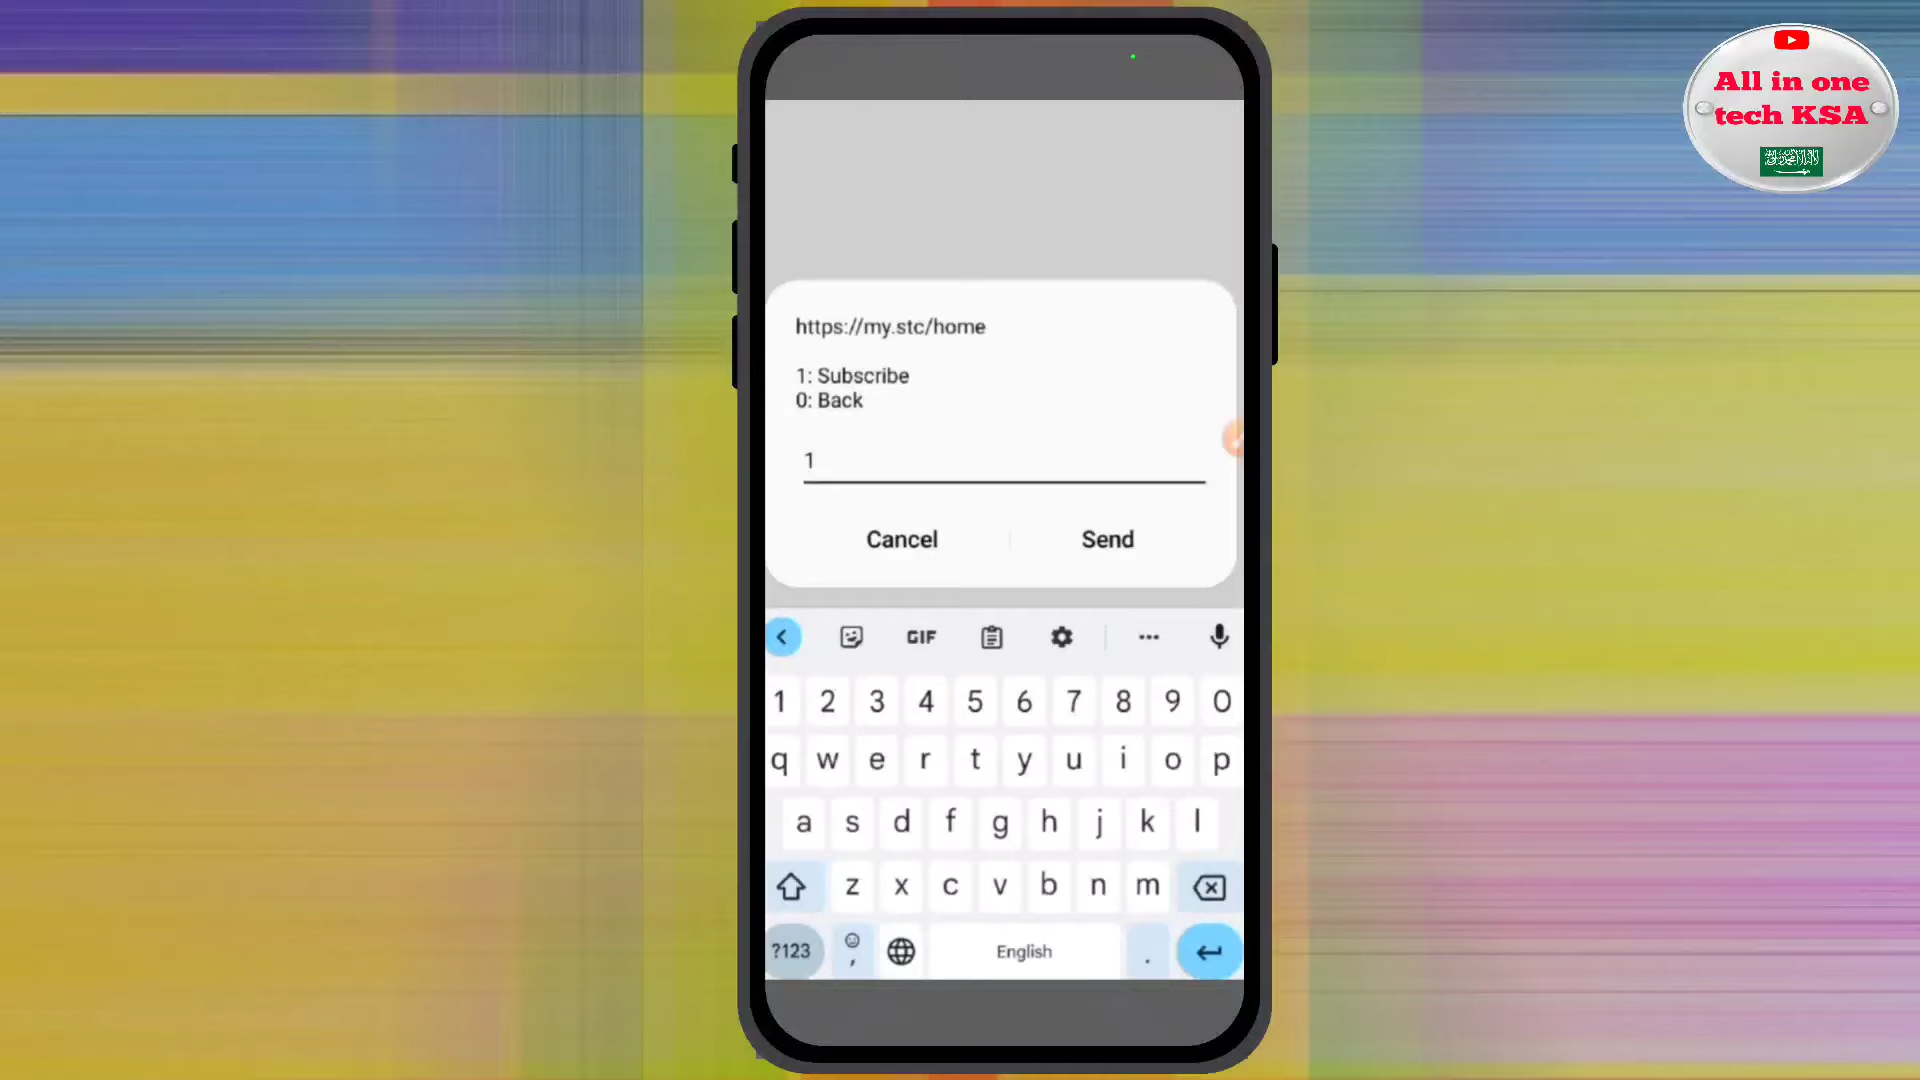 All in one
tech KSA
https://my.stc/home
1: Subscribe
0: Back
1
Cancel
Send
GIF
1 2 3 4 5 6 7 8 9 0
q w e r t y u i o p
a s d f g h j k l
z x c v b n m
?123 , English .